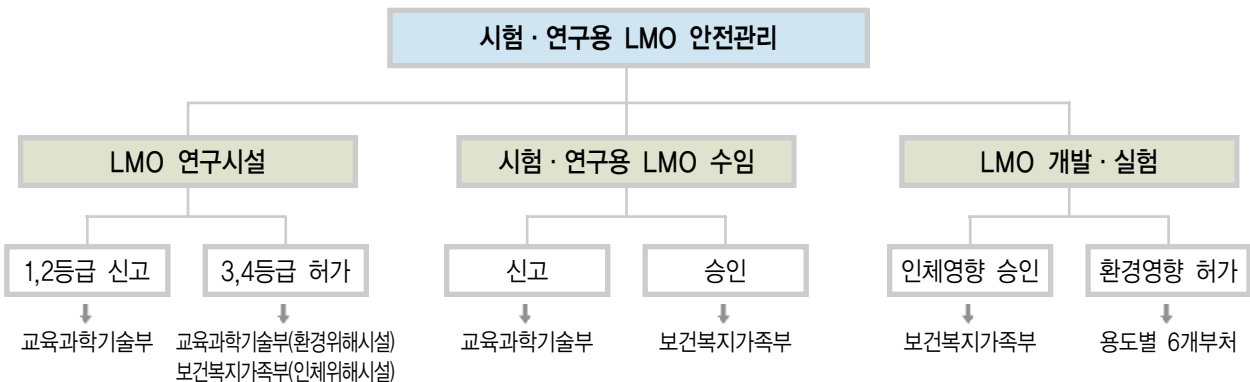 시험 · 연구용 LMO 안전관리
LMO 연구시설
시험 · 연구용 LMO 수입
LMO 개발 · 실험
1,2등급 신고
3,4등급 허가
신고
승인
인체영향 승인
환경영향 허가
교육과학기술부
교육과학기술부(환경위해시설)
보건복지가족부(인체위해시설)
교육과학기술부
보건복지가족부
보건복지가족부
용도별 6개부처